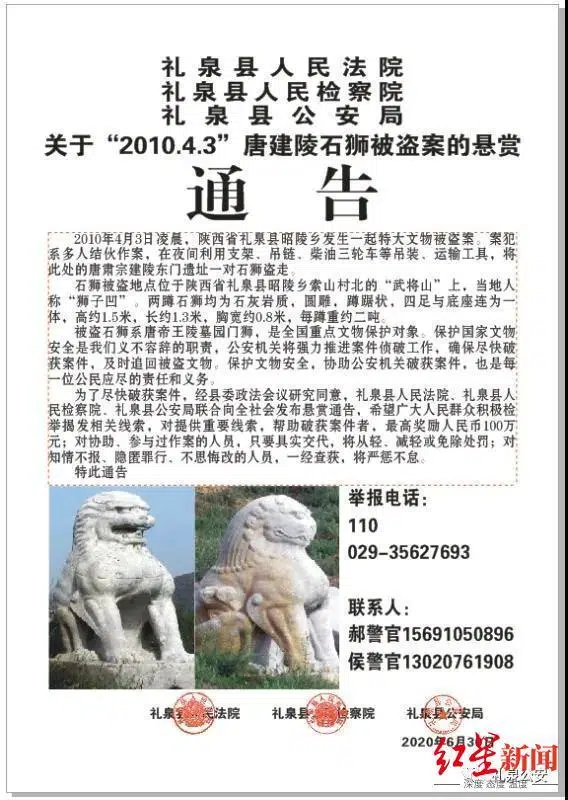 礼泉县人民法院
礼泉县人民检察院
礼泉县公安局
关于“2010.4.3”唐建陵石狮被盗案的悬赏
通告
2010年4月3日凌晨，陕西省礼泉县昭陵乡发生一起特大文物被盗案。案犯
系多人结伙作案，在夜间利用支架、吊链、柴油三轮车等吊装、运输工具，将
此处的唐肃宗建陵东门遗址一对石狮盗走。
石狮被盗地点位于陕西省礼泉县昭陵乡索山村北的“武将山”上，当地人
称“狮子凹”。两蹲石狮均为石灰岩质，圆雕，蹲踞状，四足与底座连为一
体，高约1.5米，长约1.3米，胸宽约0.8米，每蹲重约二吨。
被盗石狮系唐帝王陵墓园门狮，是全国重点文物保护对象。保护国家文物
安全是我们义不容辞的职责，公安机关将强力推进案件侦破工作，确保尽快破
获案件，及时追回被盗文物。保护文物安全，协助公安机关破获案件，也是每
一位公民应尽的责任和义务。
为了尽快破获案件，经县委政法会议研究同意，礼泉县人民法院、礼泉县人
民检察院、礼泉县公安局联合向全社会发布悬赏通告，希望广大人民群众积极检
举揭发相关线索，对提供重要线索，帮助破获案件者，最高奖励人民币100万
元；对协助、参与过作案的人员，只要具实交代，将从轻、减轻或免除处罚；对
知情不报、隐匿罪行、不思悔改的人员，一经查获，将严惩不怠。
特此通告
举报电话：
110
029-35627693
联系人：
郝警官15691050896
侯警官13020761908
礼泉县人民法院 礼泉县人民检察院 礼泉县公安局
2020年6月30日
红星新闻
礼泉公安
深度 态度 温度